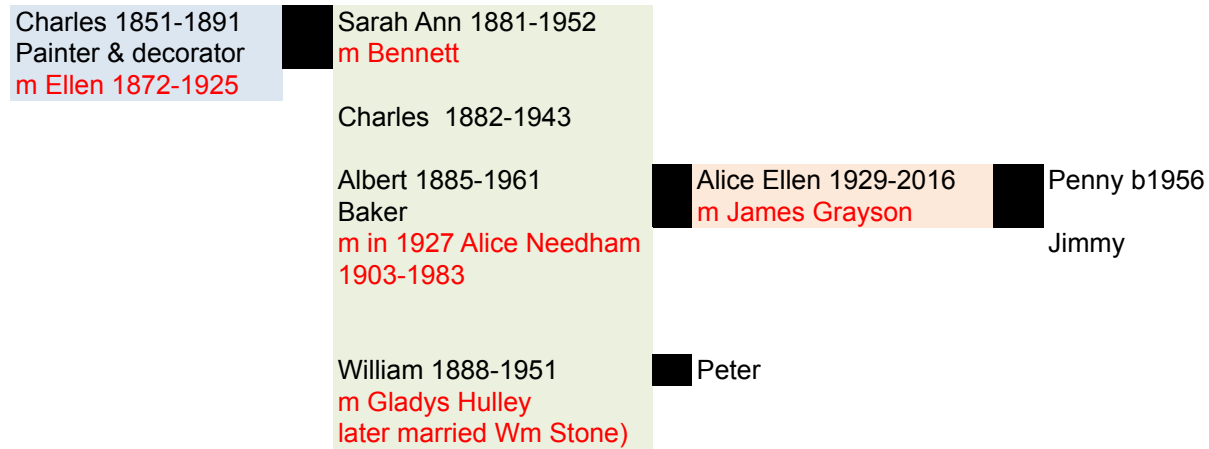 Charles 1851-1891
Painter & decorator
m Ellen 1872-1925
Sarah Ann 1881-1952
m Bennett
Charles  1882-1943
Albert 1885-1961
Baker
m in 1927 Alice Needham
1903-1983
William 1888-1951
m Gladys Hulley
later married Wm Stone)
Alice Ellen 1929-2016
m James Grayson
Peter
Penny b1956
Jimmy